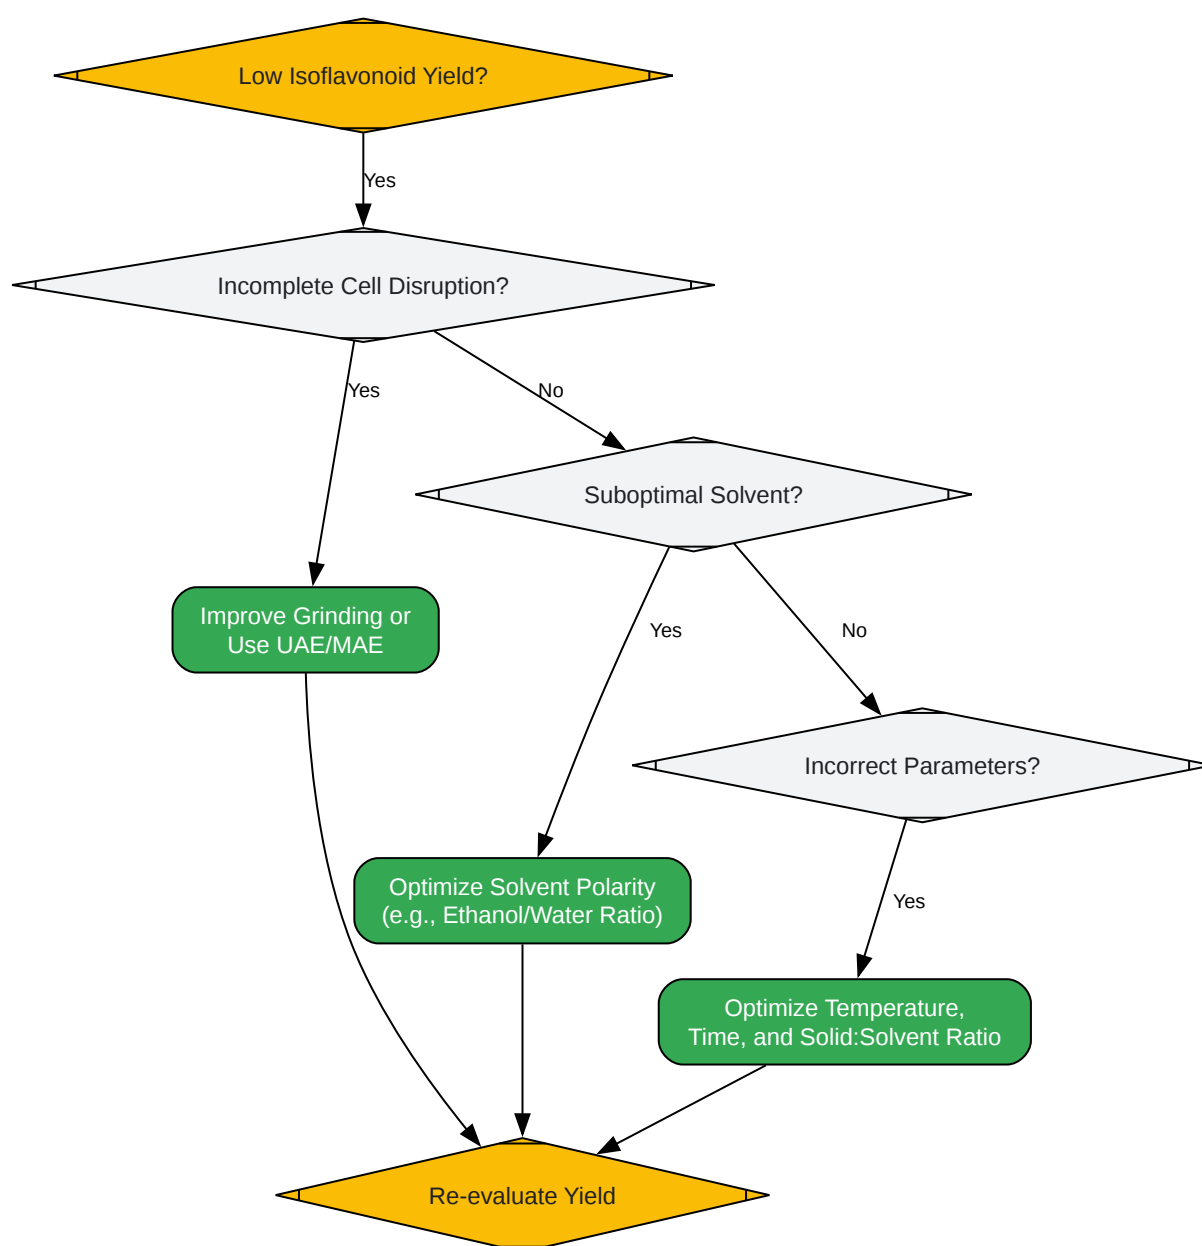 Low Isoflavonoid Yield?
Yes
Incomplete Cell Disruption?
Yes
No
Suboptimal Solvent?
Improve Grinding or
Use UAE/MAE
Yes
No
Incorrect Parameters?
Optimize Solvent Polarity
(e.g., Ethanol/Water Ratio)
Yes
Optimize Temperature,
Time, and Solid:Solvent Ratio
Re-evaluate Yield